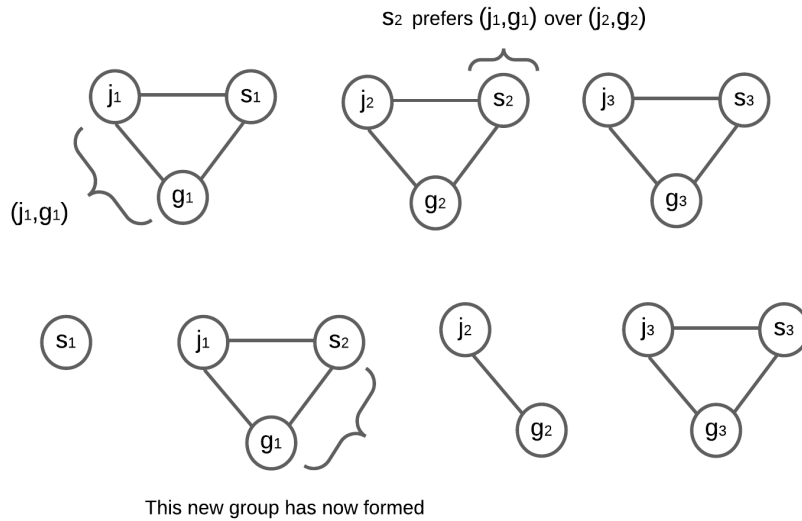 s₂ prefers (j₁,g₁) over (j₂,g₂)
j₁ s₁ j₂ s₂ j₃ s₃
g₁ g₂ g₃
(j₁,g₁)
s₁ j₁ s₂ j₂ j₃ s₃
g₁ g₂ g₃
This new group has now formed